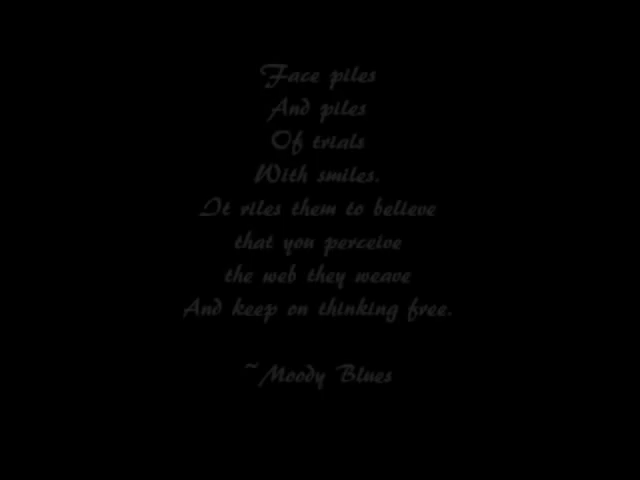 Face piles
And piles
Of trials
With smiles.
It riles them to believe
that you perceive
the web they weave
And keep on thinking free.
~Moody Blues